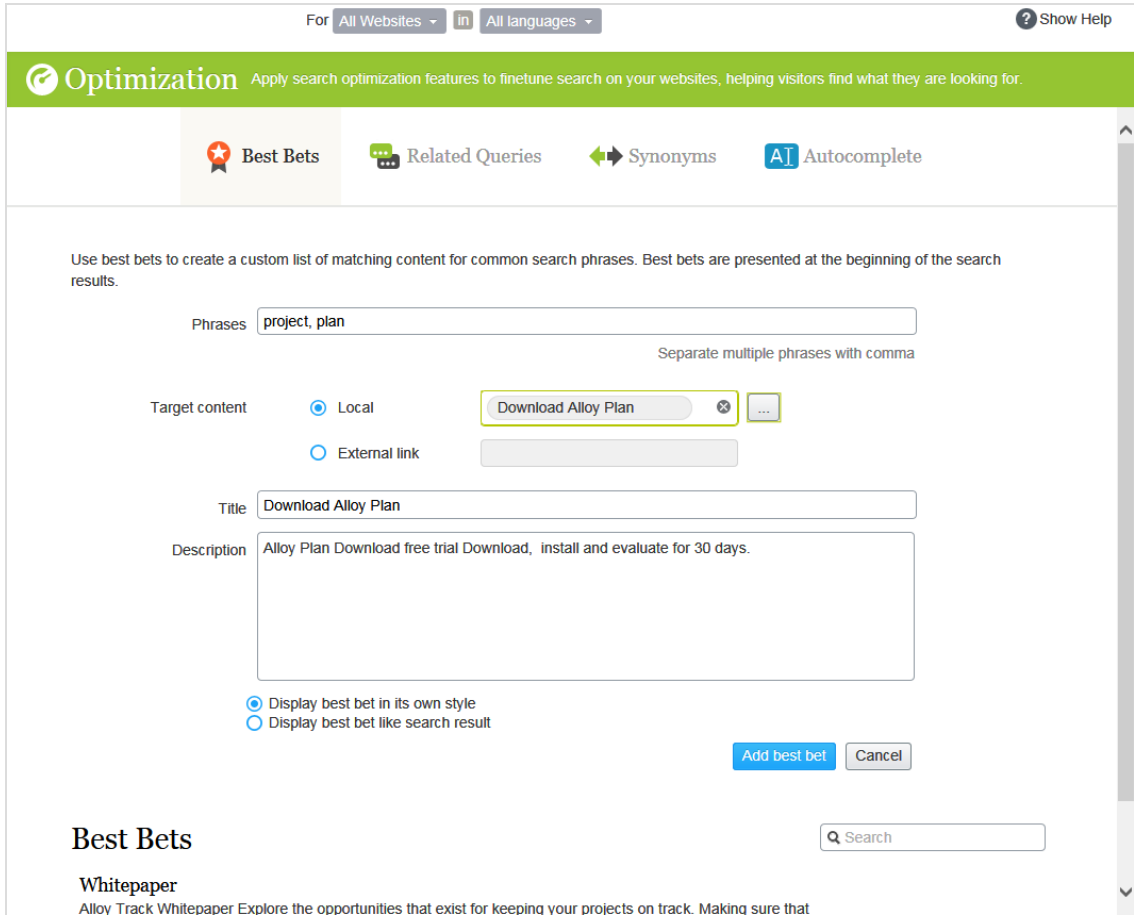 For All Websites in All languages
Show Help
Optimization Apply search optimization features to finetune search on your websites, helping visitors find what they are looking for.
Best Bets Related Queries Synonyms Autocomplete
Use best bets to create a custom list of matching content for common search phrases. Best bets are presented at the beginning of the search
results.
Phrases project, plan
Separate multiple phrases with comma
Target content Local Download Alloy Plan ...
External link
Title Download Alloy Plan
Description Alloy Plan Download free trial Download,  install and evaluate for 30 days.
Display best bet in its own style
Display best bet like search result
Add best bet Cancel
Best Bets Search
Whitepaper
Alloy Track Whitepaper Explore the opportunities that exist for keeping your projects on track. Making sure that